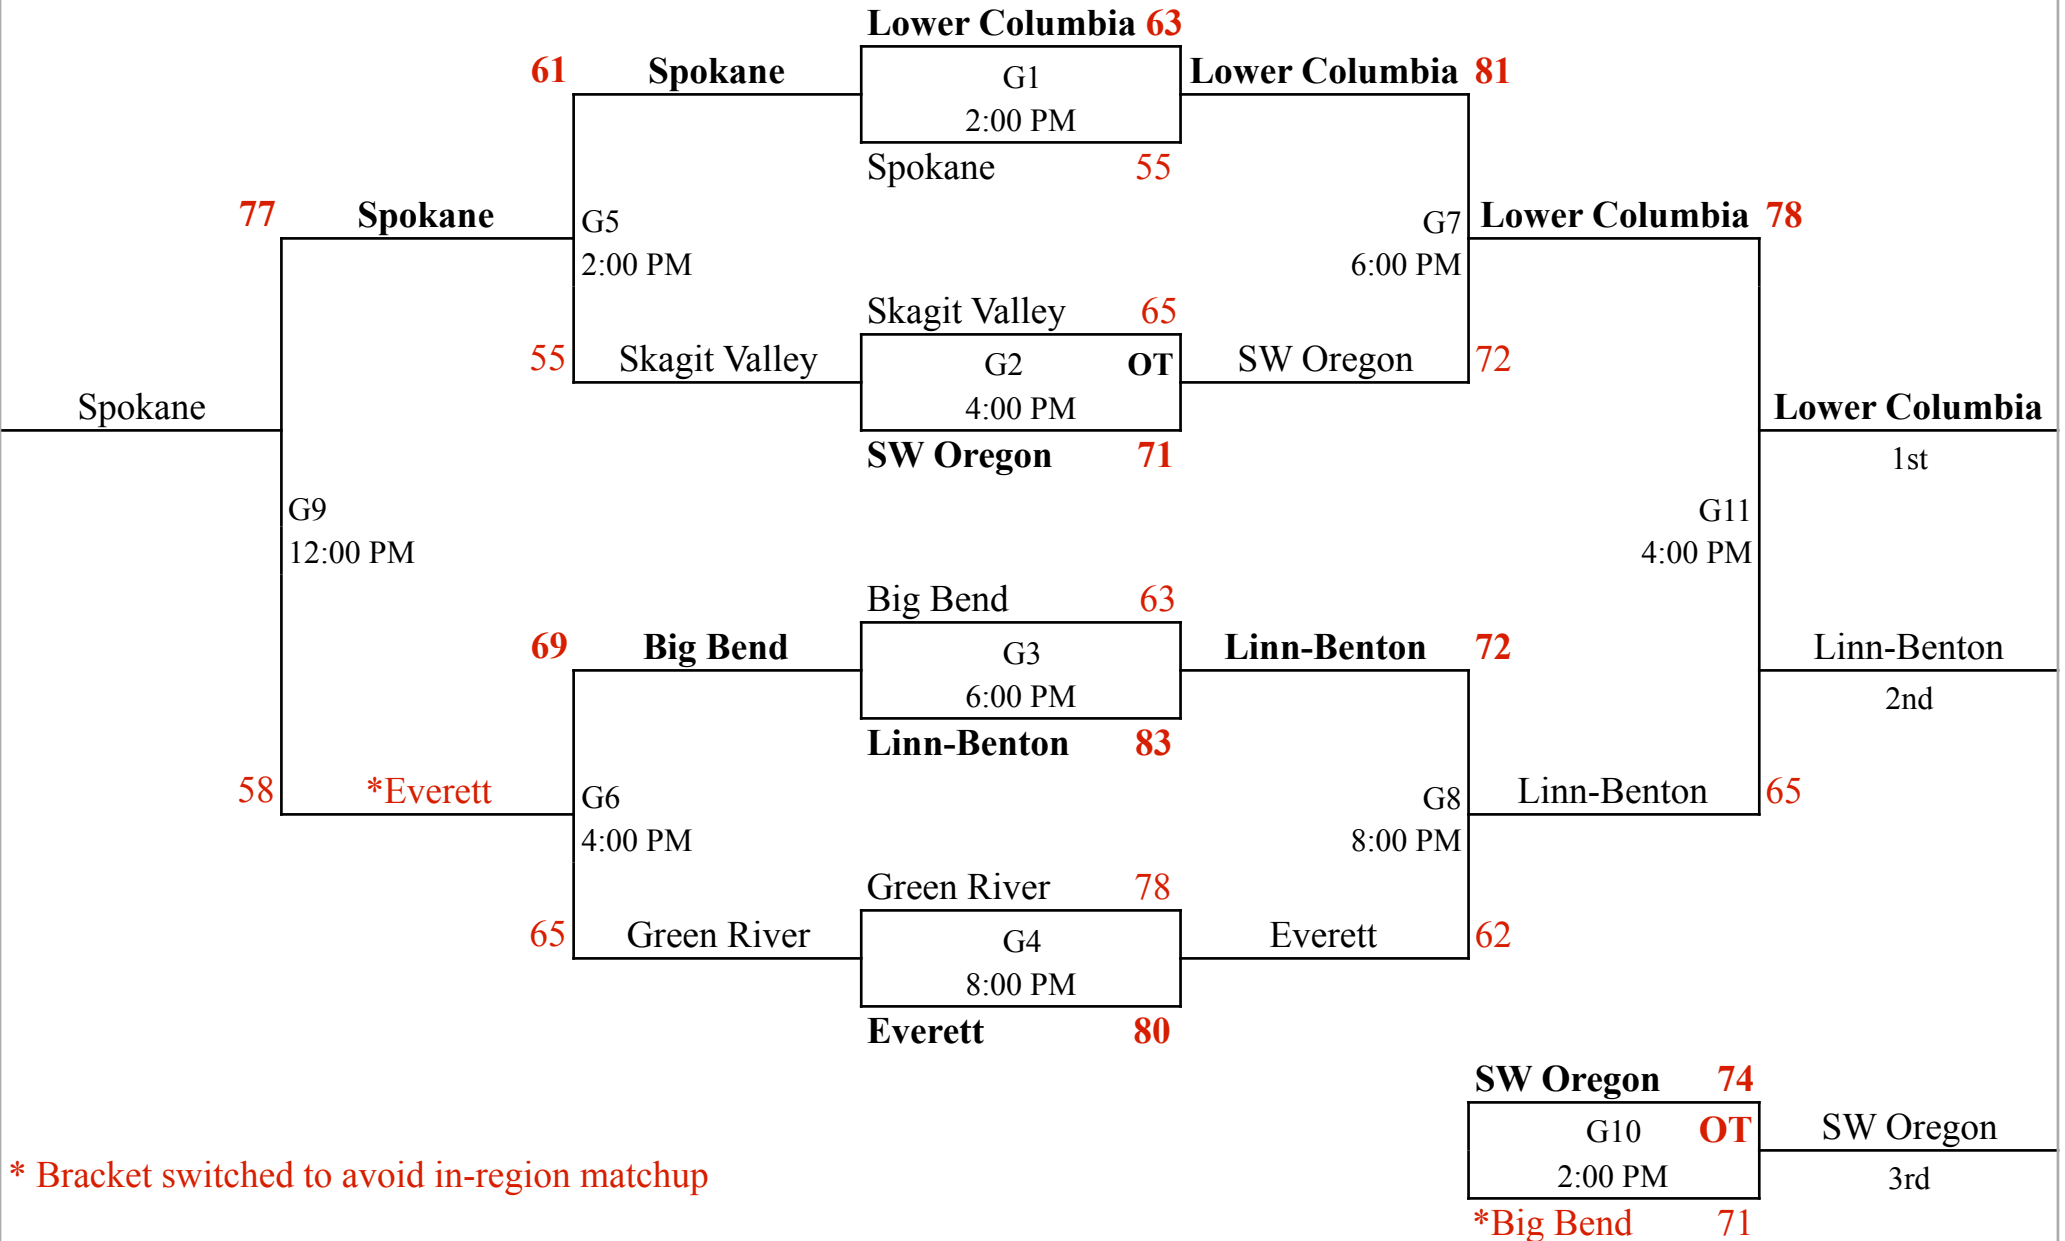 Lower Columbia 63
61 Spokane
G1
Lower Columbia 81
2:00 PM
Spokane 55
77 Spokane
G5
2:00 PM
G7
6:00 PM
Lower Columbia 78
Skagit Valley 65
55 Skagit Valley
G2 OT
4:00 PM
SW Oregon 72
SW Oregon 71
Spokane
Lower Columbia
1st
G9
12:00 PM
G11
4:00 PM
Big Bend 63
69 Big Bend
G3
6:00 PM
Linn-Benton 72
Linn-Benton 83
Linn-Benton
2nd
58 *Everett
G6
4:00 PM
G8
8:00 PM
Linn-Benton 65
Green River 78
65 Green River
G4
8:00 PM
Everett 62
Everett 80
SW Oregon 74
G10 OT
2:00 PM
SW Oregon
3rd
*Big Bend 71
* Bracket switched to avoid in-region matchup